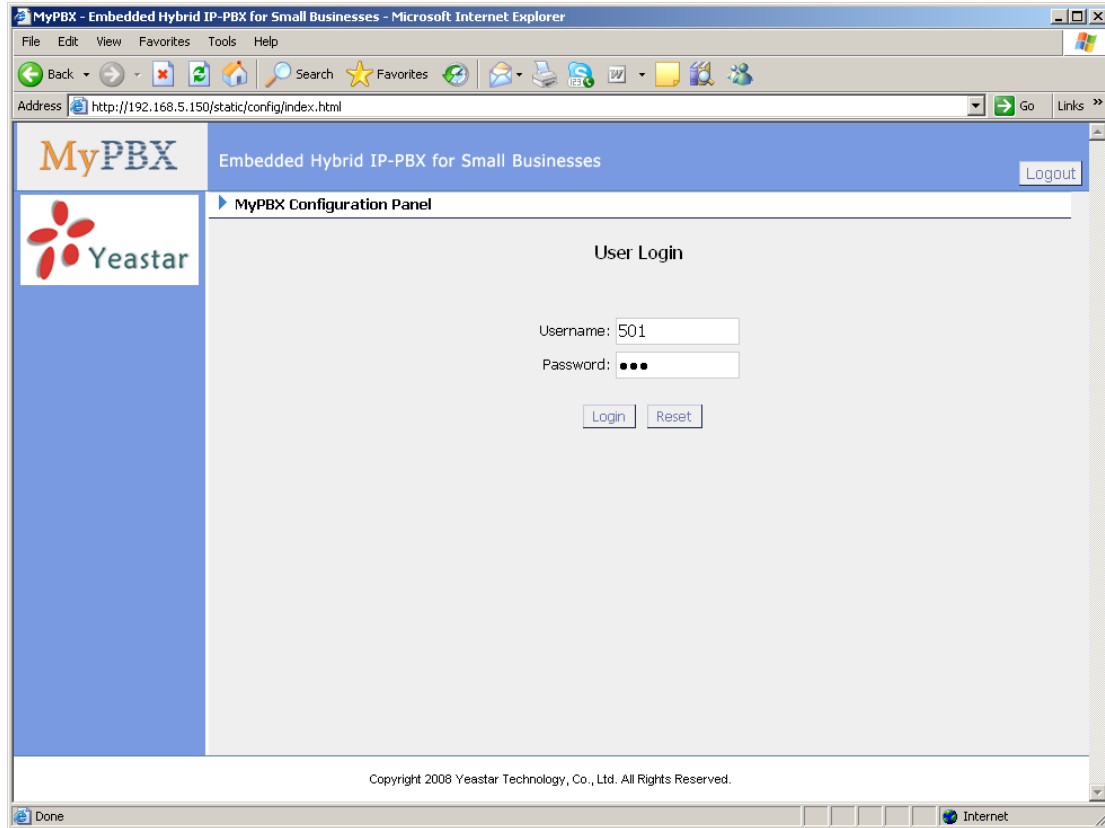 MyPBX - Embedded Hybrid IP-PBX for Small Businesses - Microsoft Internet Explorer
File Edit View Favorites Tools Help
Back Search Favorites
Address http://192.168.5.150/static/config/index.html Go Links »
MyPBX
Embedded Hybrid IP-PBX for Small Businesses
Logout
Yeastar
MyPBX Configuration Panel
User Login
Username: 501
Password: ●●●
Login Reset
Copyright 2008 Yeastar Technology, Co., Ltd. All Rights Reserved.
Done Internet